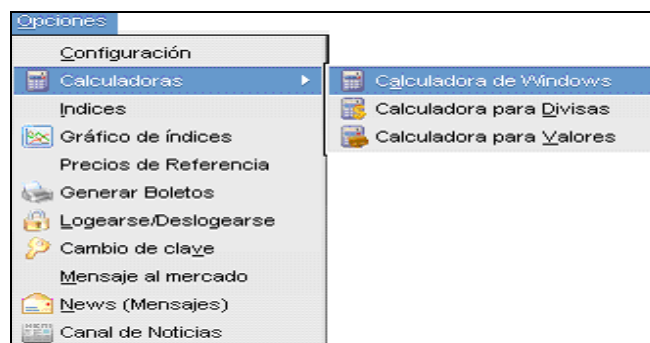 Opciones
Configuración
Calculadoras
Indices
Gráfico de índices
Precios de Referencia
Generar Boletos
Logearse/Deslogearse
Cambio de clave
Mensaje al mercado
News (Mensajes)
Canal de Noticias
Calculadora de Windows
Calculadora para Divisas
Calculadora para Valores